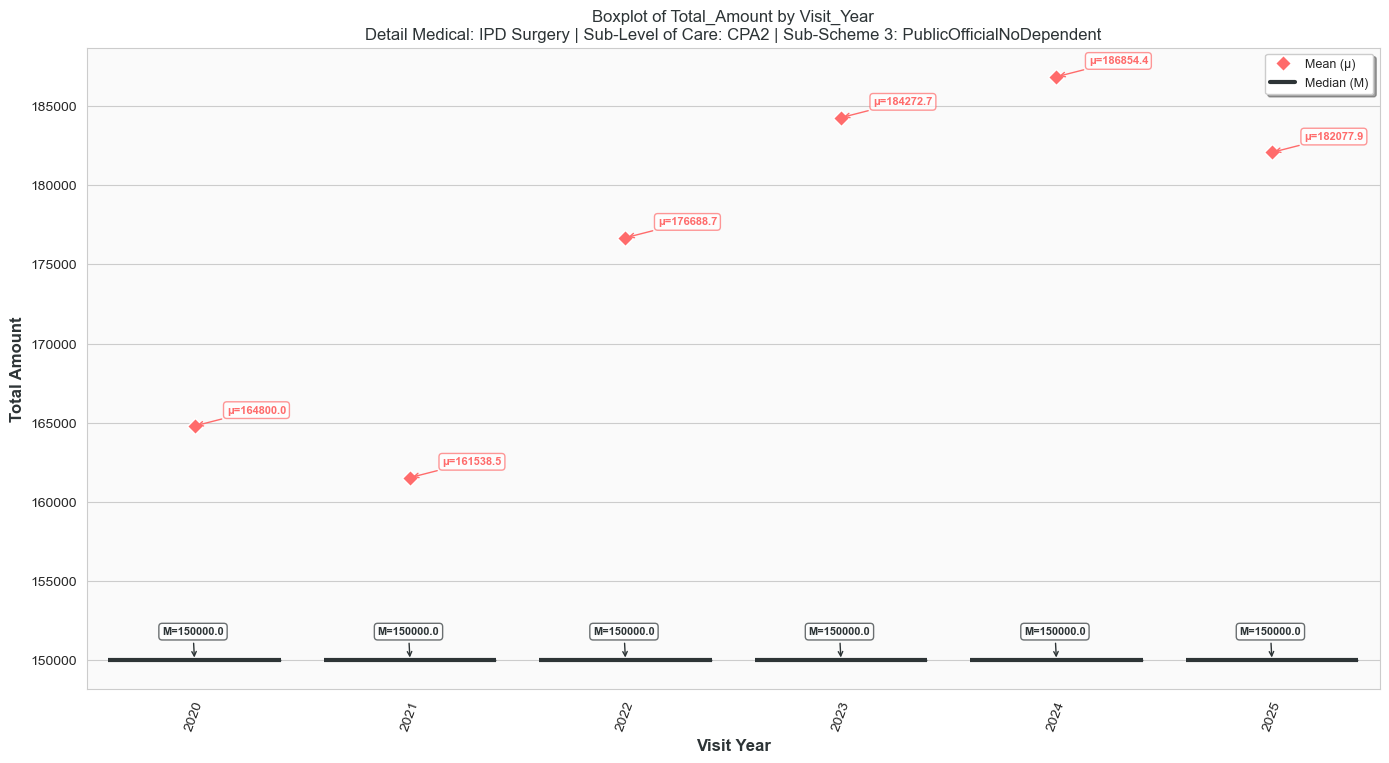 Boxplot of Total_Amount by Visit_Year
Detail Medical: IPD Surgery | Sub-Level of Care: CPA2 | Sub-Scheme 3: PublicOfficialNoDependent
Mean (μ)
Median (M)
μ=186854.4
μ=184272.7
μ=182077.9
μ=176688.7
μ=164800.0
μ=161538.5
M=150000.0
M=150000.0
M=150000.0
M=150000.0
M=150000.0
M=150000.0
185000
180000
175000
170000
165000
160000
155000
150000
Total Amount
2020
2021
2022
2023
2024
2025
Visit Year